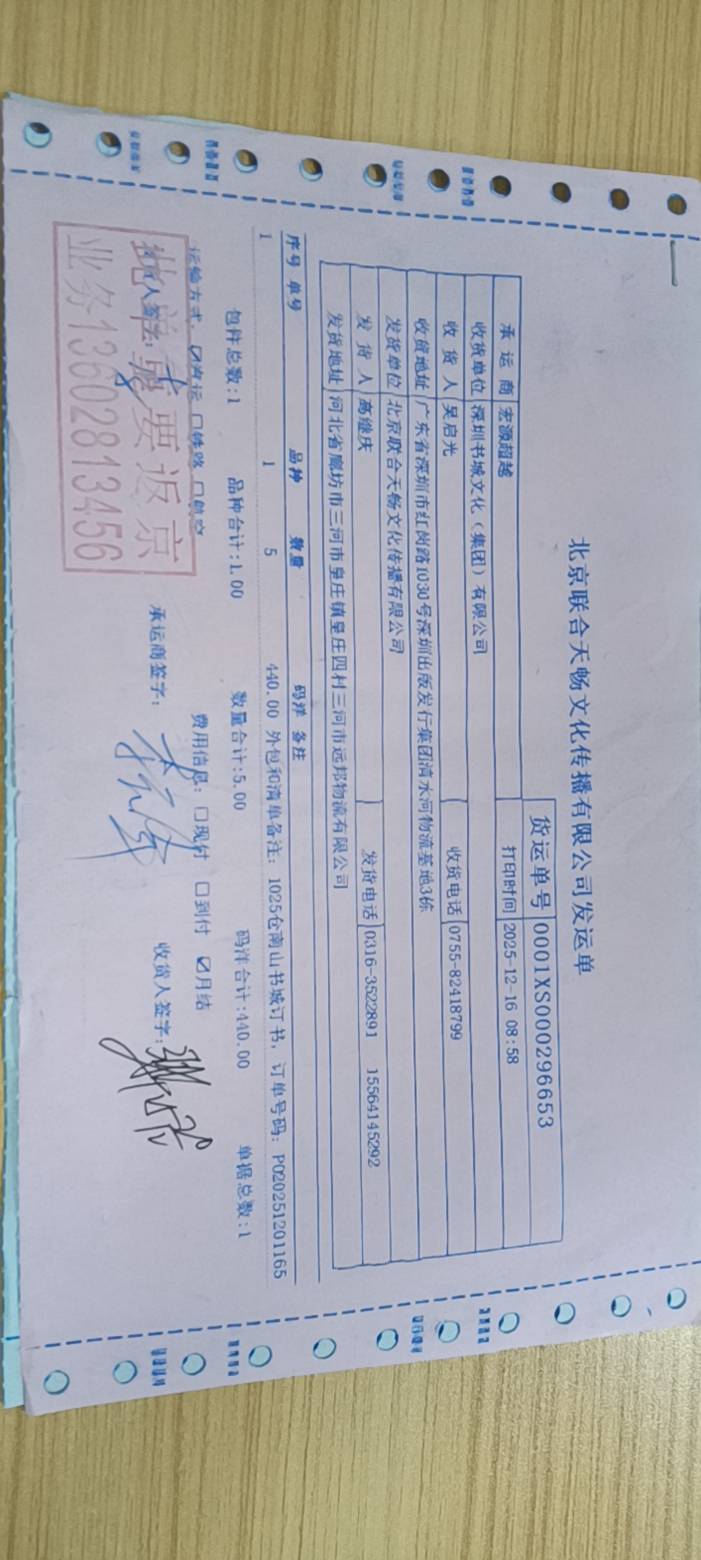 北京联合天畅文化传播有限公司发运单
货运单号 0001XS000296653
承运商 宏源超越 打印时间 2025-12-16 08:58
收货单位 深圳书城文化（集团）有限公司
收货人 吴启光 收货电话 0755-82418799
收货地址 广东省深圳市红岗路1030号深圳出版发行集团清水河物流基地3栋
发货单位 北京联合天畅文化传播有限公司
发货人 高继庆 发货电话 0316-3522891 15564145292
发货地址 河北省廊坊市三河市皇庄镇皇庄四村三河市远邦物流有限公司
序号 单号 品种 数量 码洋 备注
1 1 5 440.00 外包和清单备注：1025仓南山书城订书，订单号码：PO20251201165
包件总数:1 品种合计:1.00 数量合计:5.00 码洋合计:440.00 单据总数:1
运输方式：☑汽运 □铁路 □航空 费用信息：□现付 □到付 ☑月结
发货人签字： 承运商签字： 收货人签字：
此单需要返京
业务13602813456